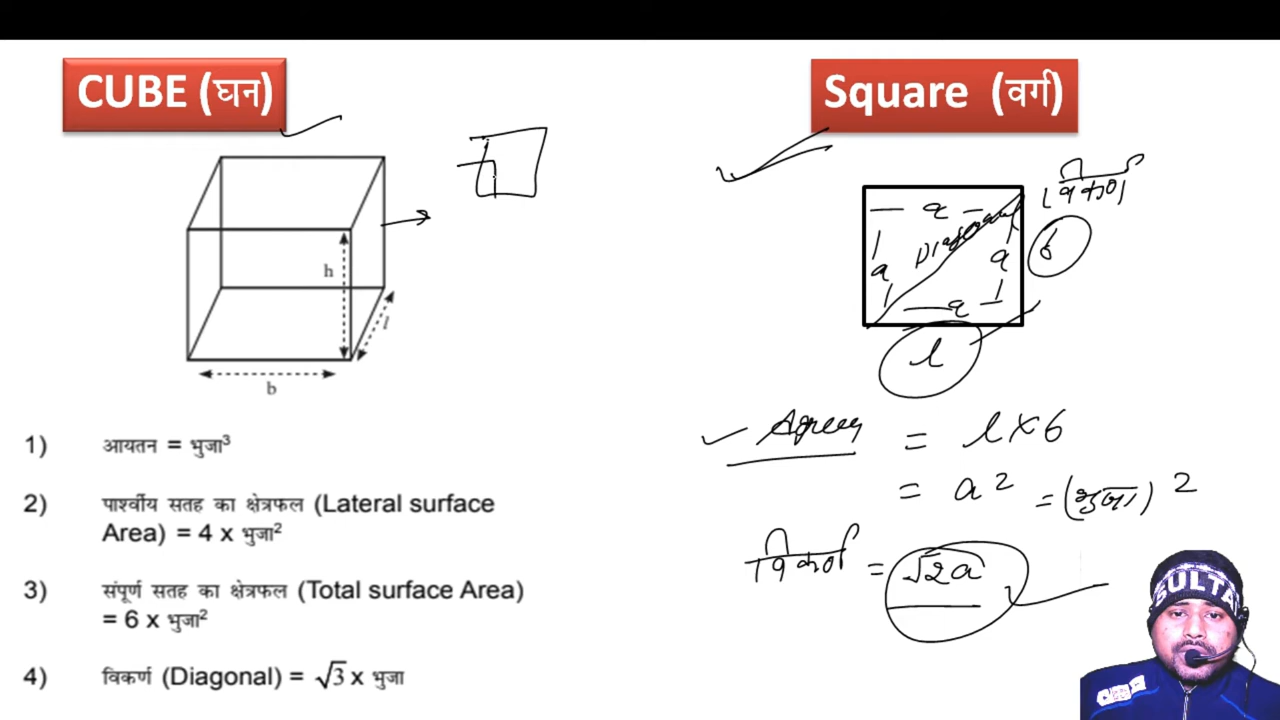 CUBE (घन)
h
l
b
1) आयतन = भुजा³
2) पार्श्वीय सतह का क्षेत्रफल (Lateral surface
Area) = 4 x भुजा²
3) संपूर्ण सतह का क्षेत्रफल (Total surface Area)
= 6 x भुजा²
4) विकर्ण (Diagonal) = √3 x भुजा
Square (वर्ग)
विकर्ण
a
Diagonal
a
a
b
a
l
= l × b
= a² = (भुजा)²
विकर्ण = √2a
SULTA